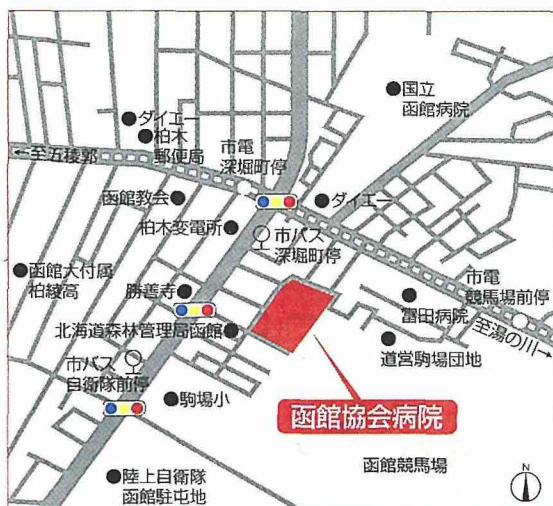 国立
函館病院
ダイエー
柏木
郵便局
市電
深堀町停
←至五稜郭
函館教会
ダイエー
柏木変電所
市バス
深堀町停
函館大付属
柏綾高
勝善寺
市電
競馬場前停
富田病院
至湯の川→
北海道森林管理局函館
道営駒場団地
市バス
自衛隊前停
駒場小
函館協会病院
函館競馬場
陸上自衛隊
函館駐屯地
N